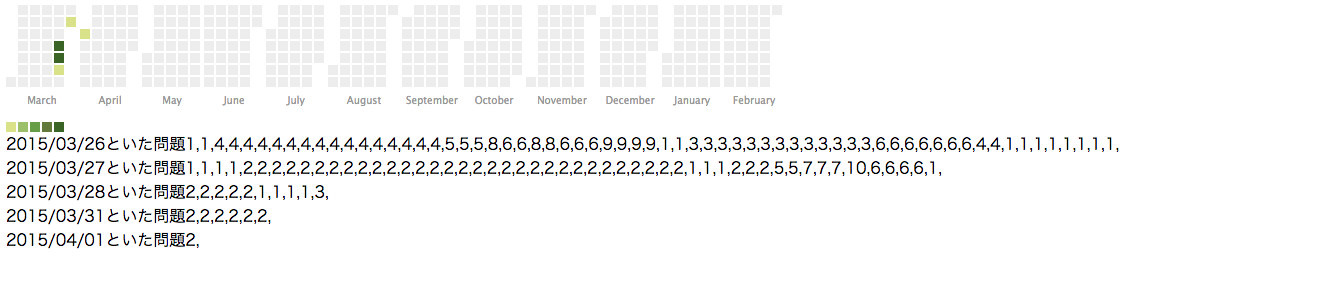 March April May June July August September October November December January February
2015/03/26といた問題1,1,4,4,4,4,4,4,4,4,4,4,4,4,4,4,4,4,5,5,5,8,6,6,8,8,6,6,6,9,9,9,9,1,1,3,3,3,3,3,3,3,3,3,3,3,3,3,6,6,6,6,6,6,6,4,4,1,1,1,1,1,1,1,1,
2015/03/27といた問題1,1,1,1,2,2,2,2,2,2,2,2,2,2,2,2,2,2,2,2,2,2,2,2,2,2,2,2,2,2,2,2,2,2,2,1,1,1,2,2,2,5,5,7,7,7,10,6,6,6,6,1,
2015/03/28といた問題2,2,2,2,2,1,1,1,1,3,
2015/03/31といた問題2,2,2,2,2,2,
2015/04/01といた問題2,